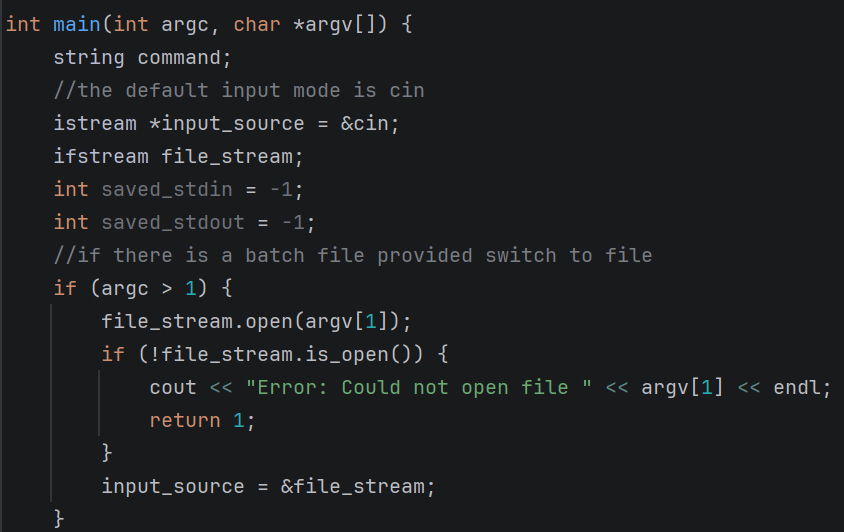 int main(int argc, char *argv[]) {
    string command;
    //the default input mode is cin
    istream *input_source = &cin;
    ifstream file_stream;
    int saved_stdin = -1;
    int saved_stdout = -1;
    //if there is a batch file provided switch to file
    if (argc > 1) {
        file_stream.open(argv[1]);
        if (!file_stream.is_open()) {
            cout << "Error: Could not open file " << argv[1] << endl;
            return 1;
        }
        input_source = &file_stream;
    }